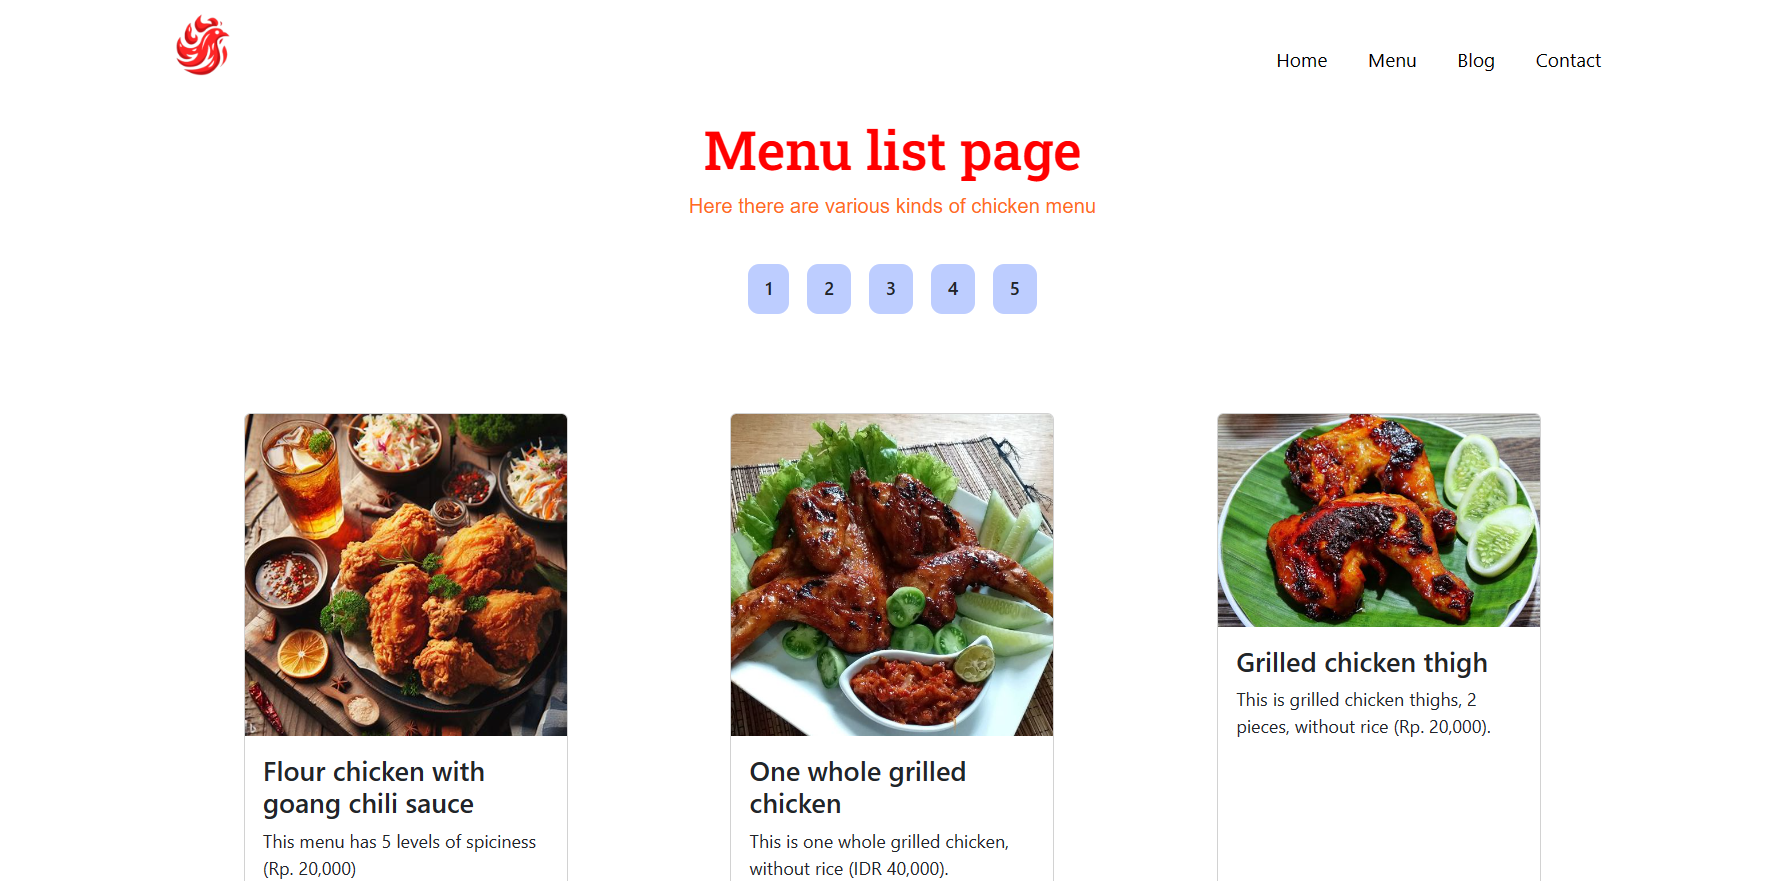 Home Menu Blog Contact
Menu list page
Here there are various kinds of chicken menu
1 2 3 4 5
Flour chicken with
goang chili sauce
This menu has 5 levels of spiciness
(Rp. 20,000)
One whole grilled
chicken
This is one whole grilled chicken,
without rice (IDR 40,000).
Grilled chicken thigh
This is grilled chicken thighs, 2
pieces, without rice (Rp. 20,000).